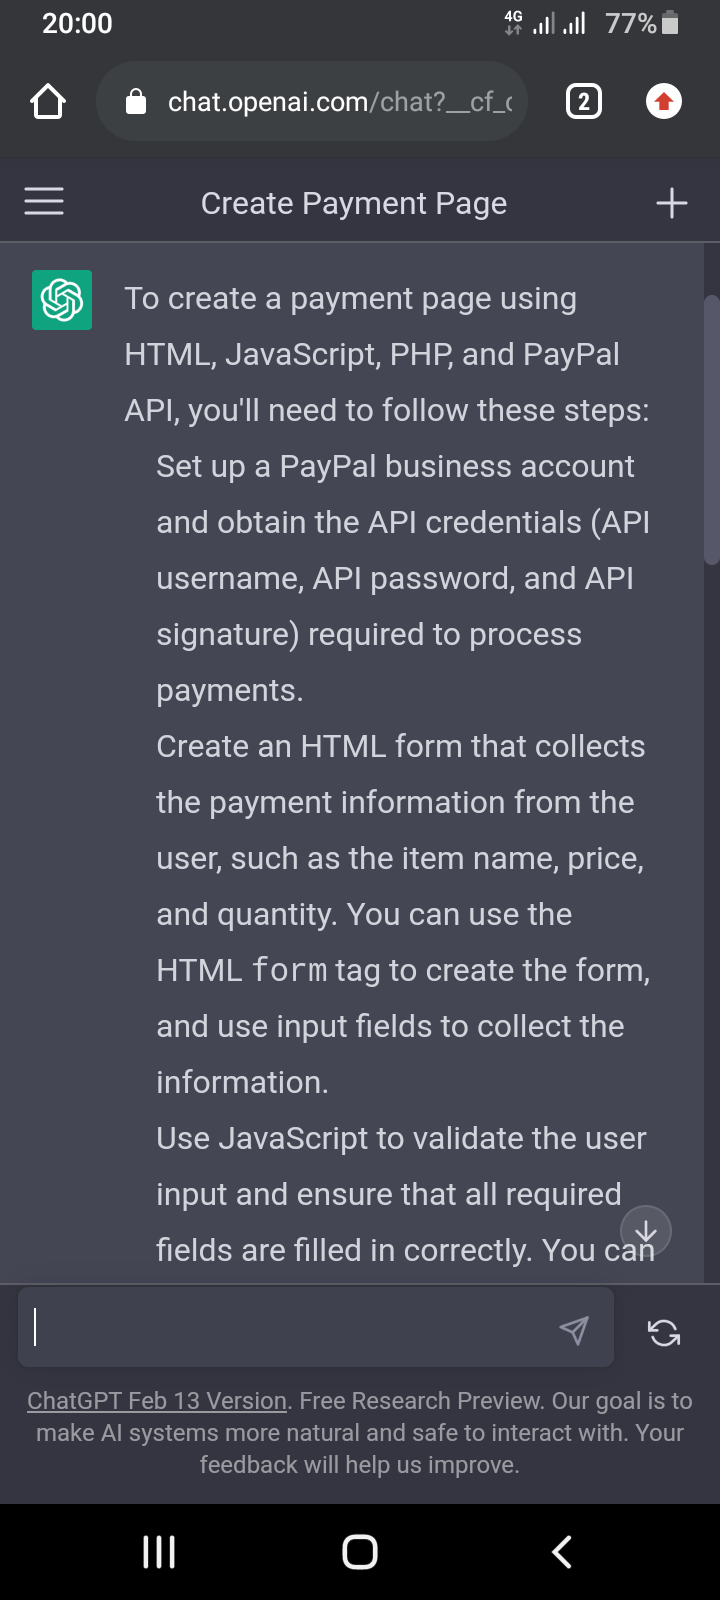 20:00
4G
77%
chat.openai.com/chat?__cf_c
2
Create Payment Page
To create a payment page using
HTML, JavaScript, PHP, and PayPal
API, you'll need to follow these steps:
Set up a PayPal business account
and obtain the API credentials (API
username, API password, and API
signature) required to process
payments.
Create an HTML form that collects
the payment information from the
user, such as the item name, price,
and quantity. You can use the
HTML form tag to create the form,
and use input fields to collect the
information.
Use JavaScript to validate the user
input and ensure that all required
fields are filled in correctly. You can
ChatGPT Feb 13 Version. Free Research Preview. Our goal is to
make AI systems more natural and safe to interact with. Your
feedback will help us improve.